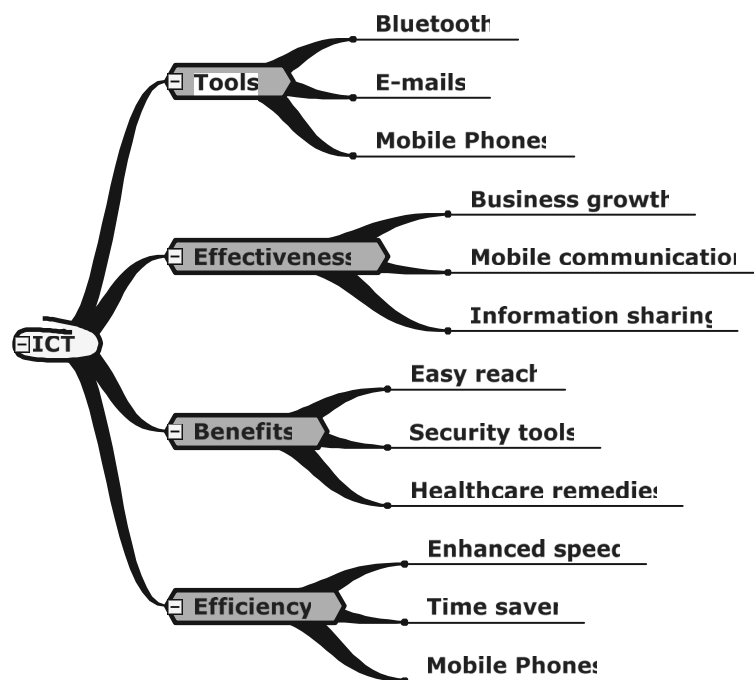 Bluetooth
Tools
E-mails
Mobile Phones
Business growth
Effectiveness
Mobile communication
Information sharing
ICT
Easy reach
Benefits
Security tools
Healthcare remedies
Enhanced speed
Efficiency
Time saver
Mobile Phones